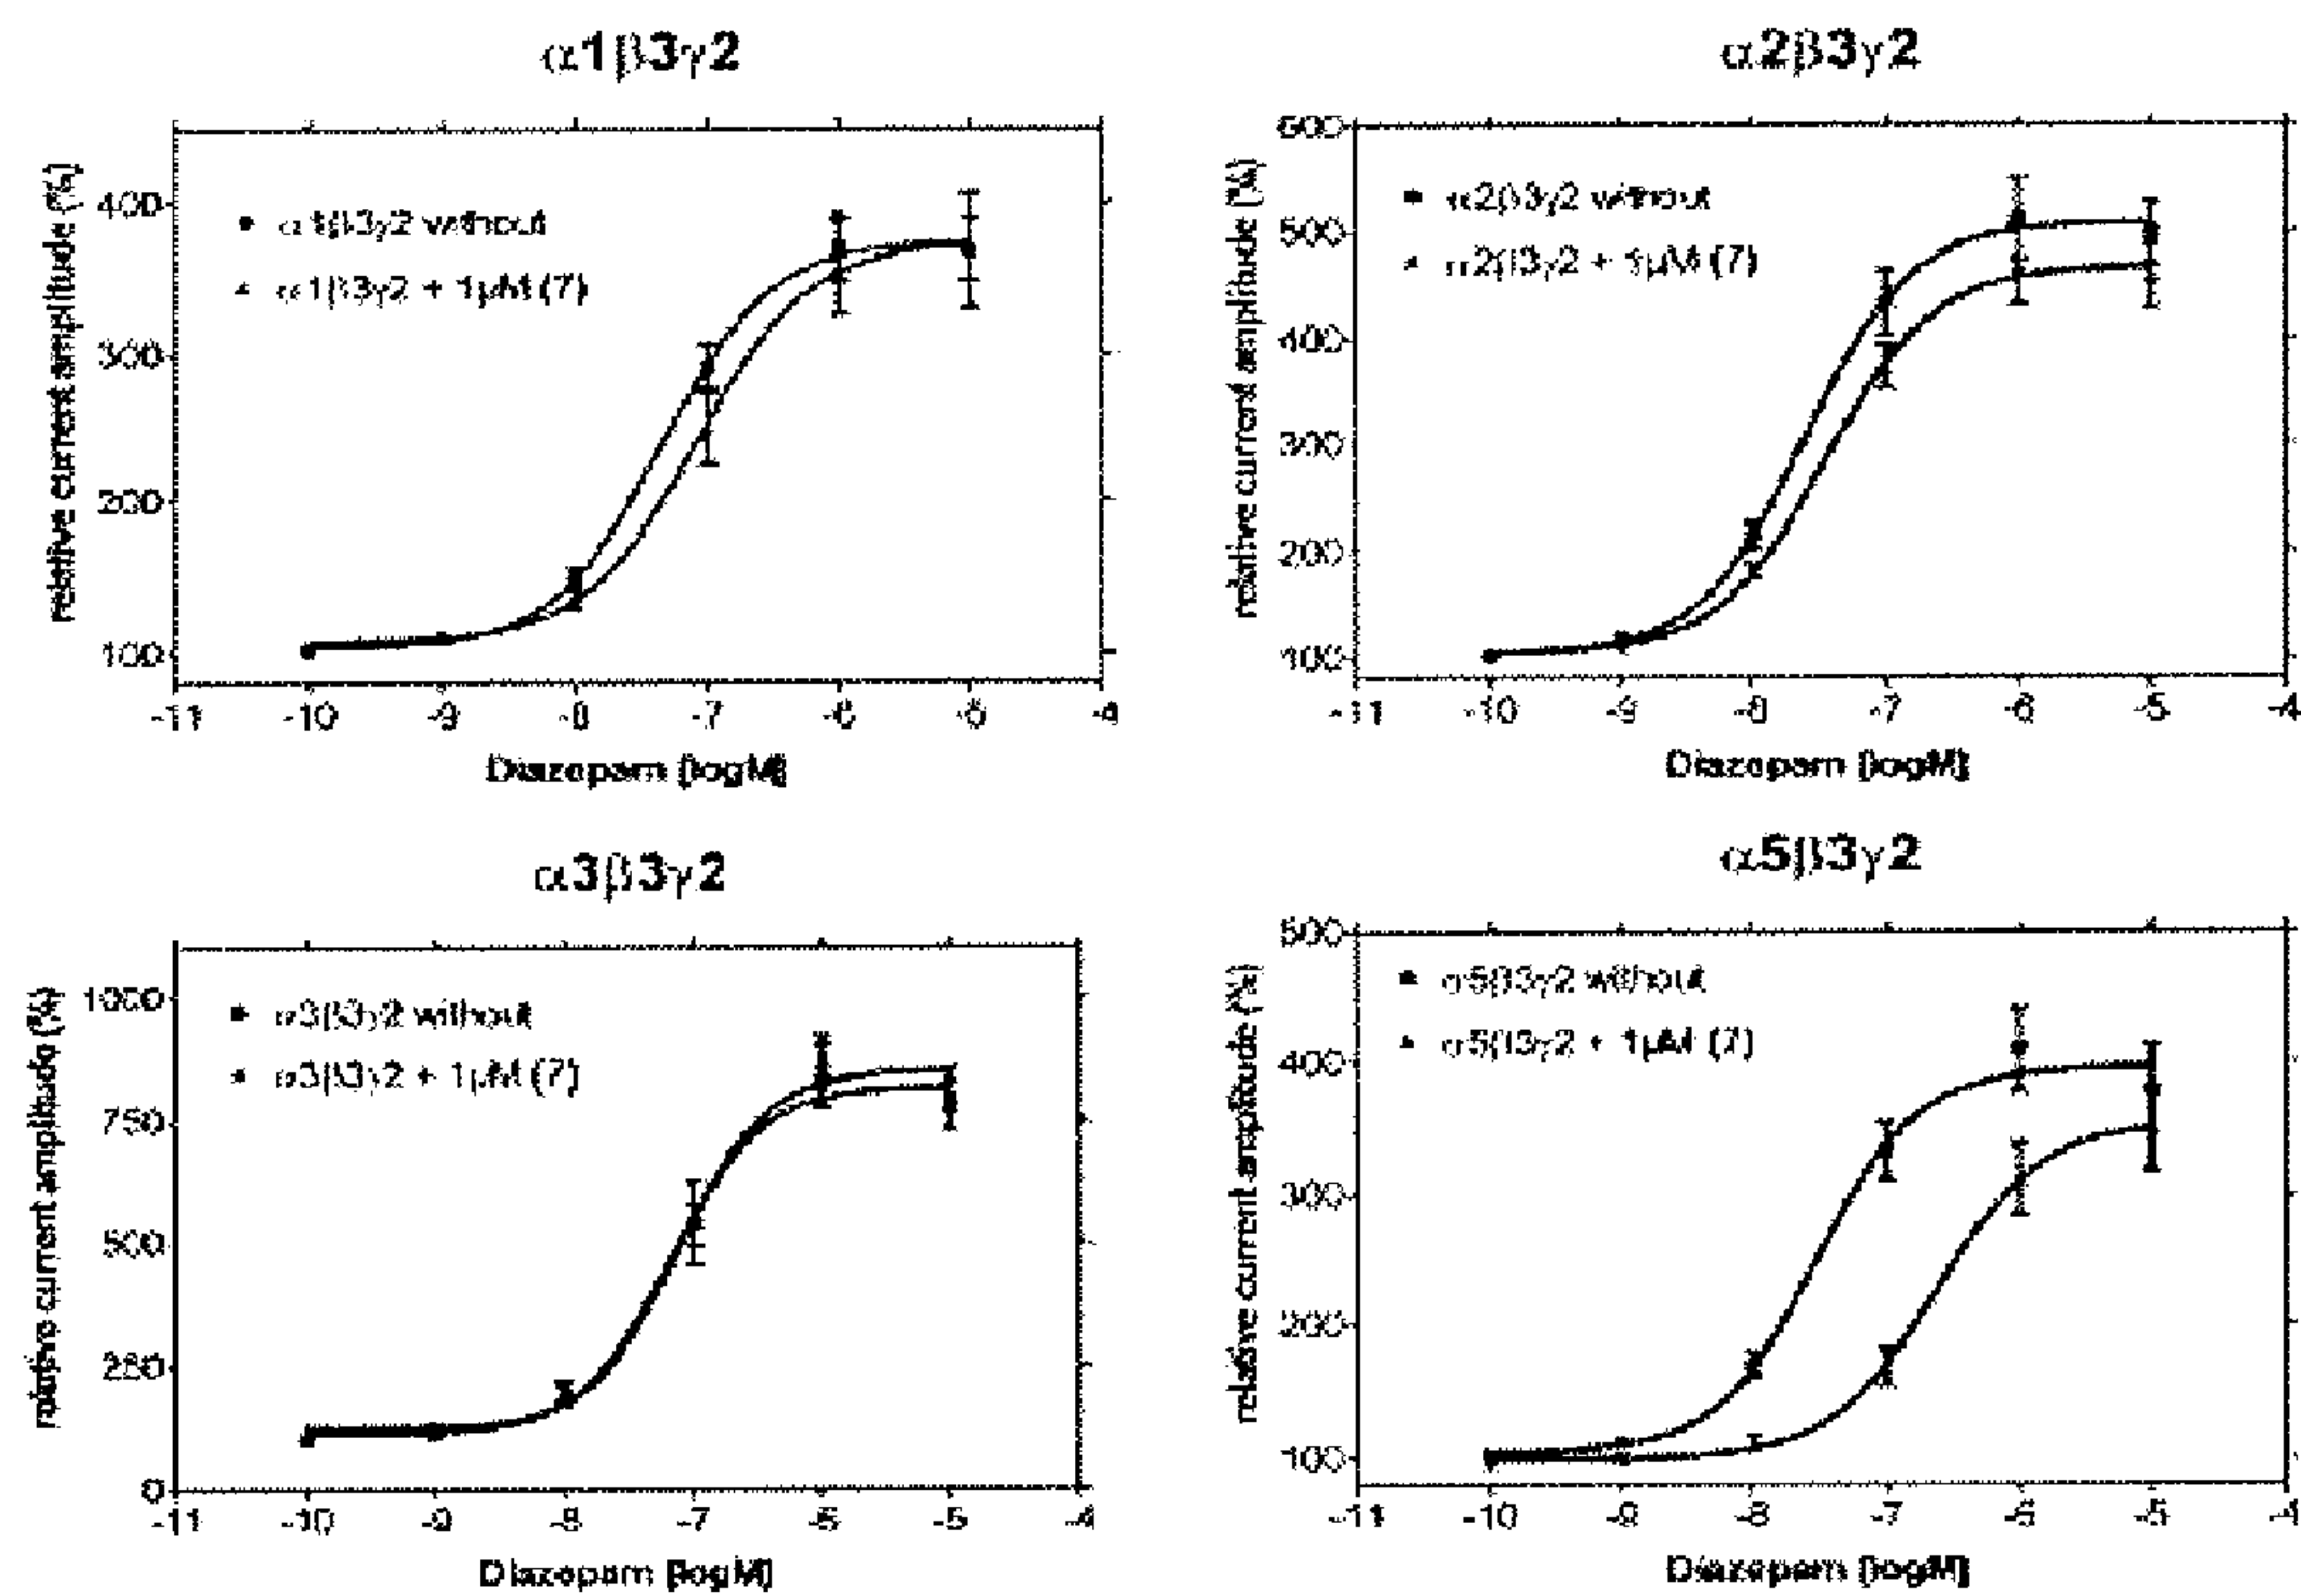 α1β3γ2
relative current amplitude (%)
400
300
200
100
α1β3γ2 without
α1β3γ2 + 1μM (7)
-11 -10 -9 -8 -7 -6 -5 -4
Diazepam [logM]
α2β3γ2
relative current amplitude (%)
600
500
400
300
200
100
α2β3γ2 without
α2β3γ2 + 1μM (7)
-11 -10 -9 -8 -7 -6 -5 -4
Diazepam [logM]
α3β3γ2
relative current amplitude (%)
1000
750
500
250
0
α3β3γ2 without
α3β3γ2 + 1μM (7)
-11 -10 -9 -8 -7 -6 -5 -4
Diazepam [logM]
α5β3γ2
relative current amplitude (%)
500
400
300
200
100
α5β3γ2 without
α5β3γ2 + 1μM (7)
-11 -10 -9 -8 -7 -6 -5 -4
Diazepam [logM]